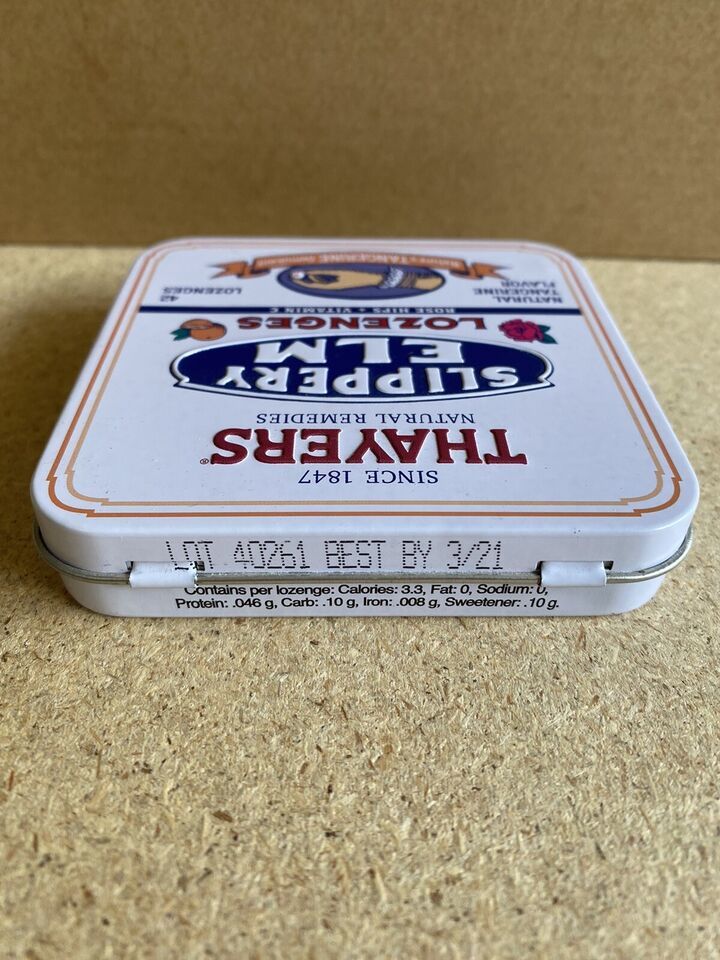 SINCE 1847
THAYERS®
NATURAL REMEDIES
SLIPPERY
ELM
LOZENGES
ROSE HIPS + VITAMIN C
NATURAL
TANGERINE
FLAVOR
42
LOZENGES
TANGERINE
LOT 40261 BEST BY 3/21
Contains per lozenge: Calories: 3.3, Fat: 0, Sodium: 0,
Protein: .046 g, Carb: .10 g, Iron: .008 g, Sweetener: .10 g.